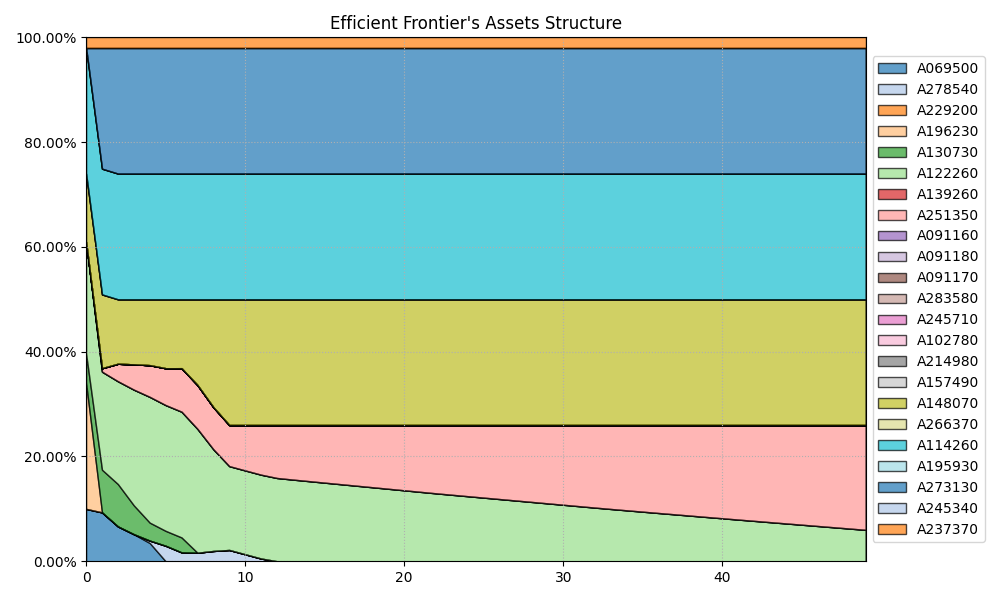 Efficient Frontier's Assets Structure
100.00%
80.00%
60.00%
40.00%
20.00%
0.00%
0
10
20
30
40
A069500
A278540
A229200
A196230
A130730
A122260
A139260
A251350
A091160
A091180
A091170
A283580
A245710
A102780
A214980
A157490
A148070
A266370
A114260
A195930
A273130
A245340
A237370